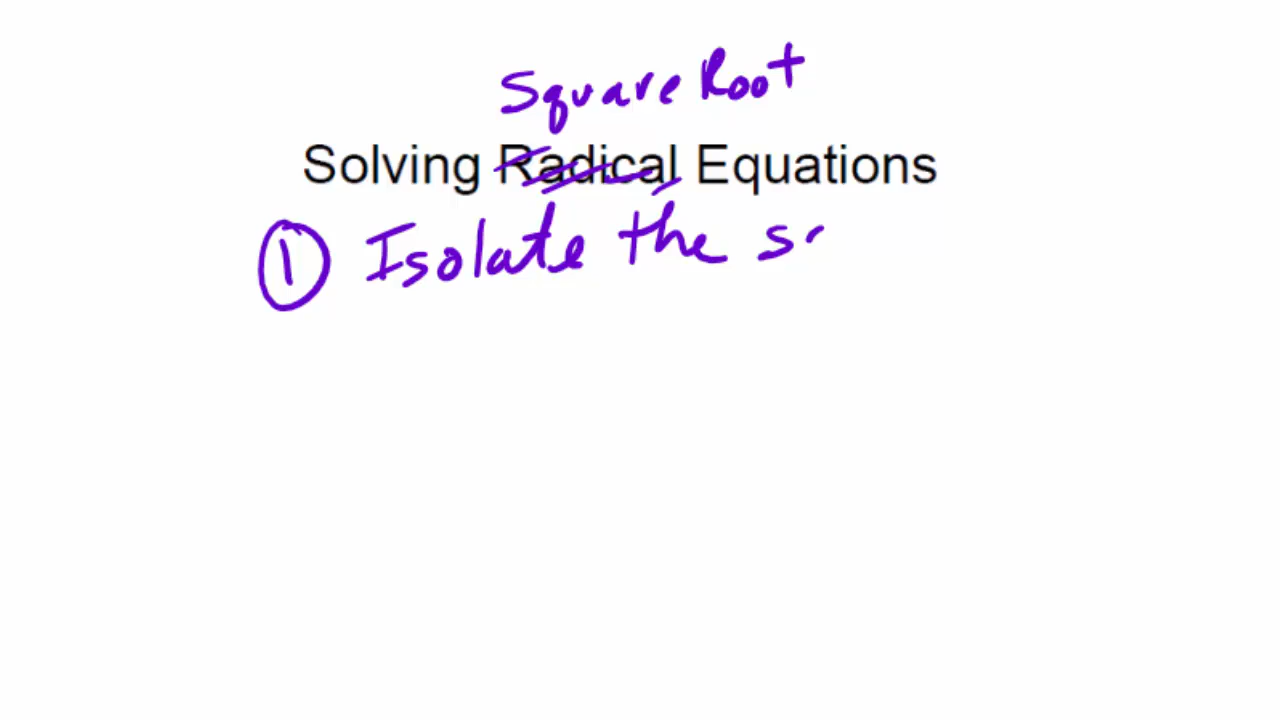 Square Root
Solving Radical Equations
① Isolate the s